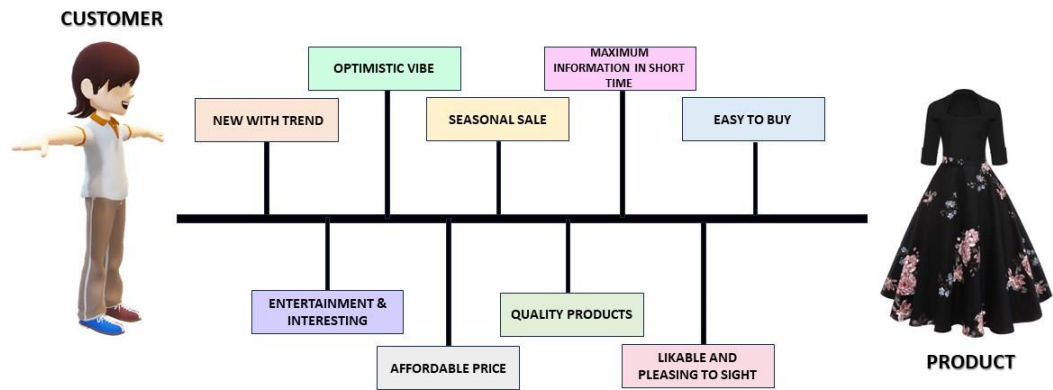 CUSTOMER
OPTIMISTIC VIBE
MAXIMUM
INFORMATION IN SHORT
TIME
NEW WITH TREND
SEASONAL SALE
EASY TO BUY
ENTERTAINMENT &
INTERESTING
QUALITY PRODUCTS
AFFORDABLE PRICE
LIKABLE AND
PLEASING TO SIGHT
PRODUCT